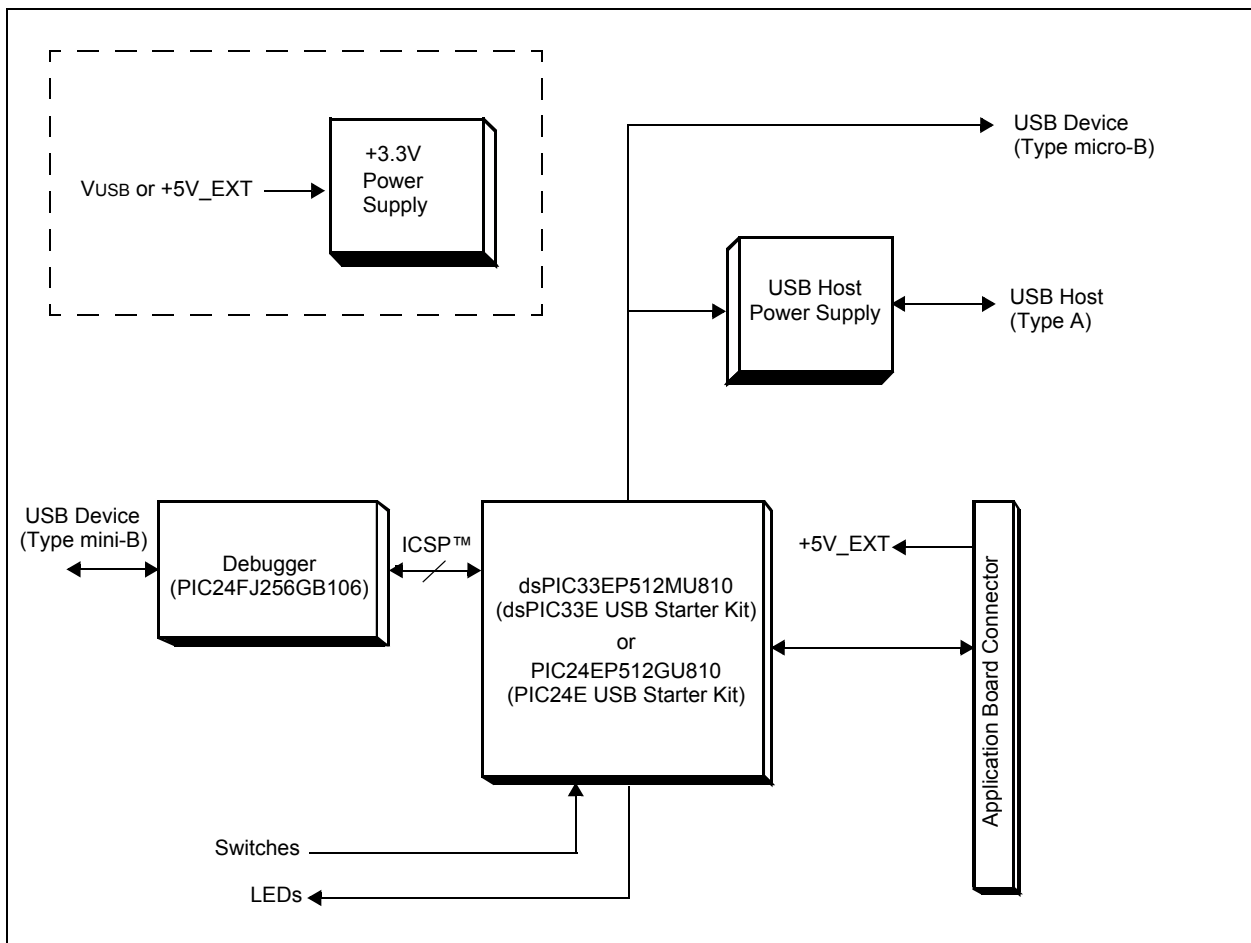 +3.3V
Power
Supply
VUSB or +5V_EXT
USB Device
(Type micro-B)
USB Host
Power Supply
USB Host
(Type A)
USB Device
(Type mini-B)
Debugger
(PIC24FJ256GB106)
ICSP™
dsPIC33EP512MU810
(dsPIC33E USB Starter Kit)
or
PIC24EP512GU810
(PIC24E USB Starter Kit)
+5V_EXT
Application Board Connector
Switches
LEDs